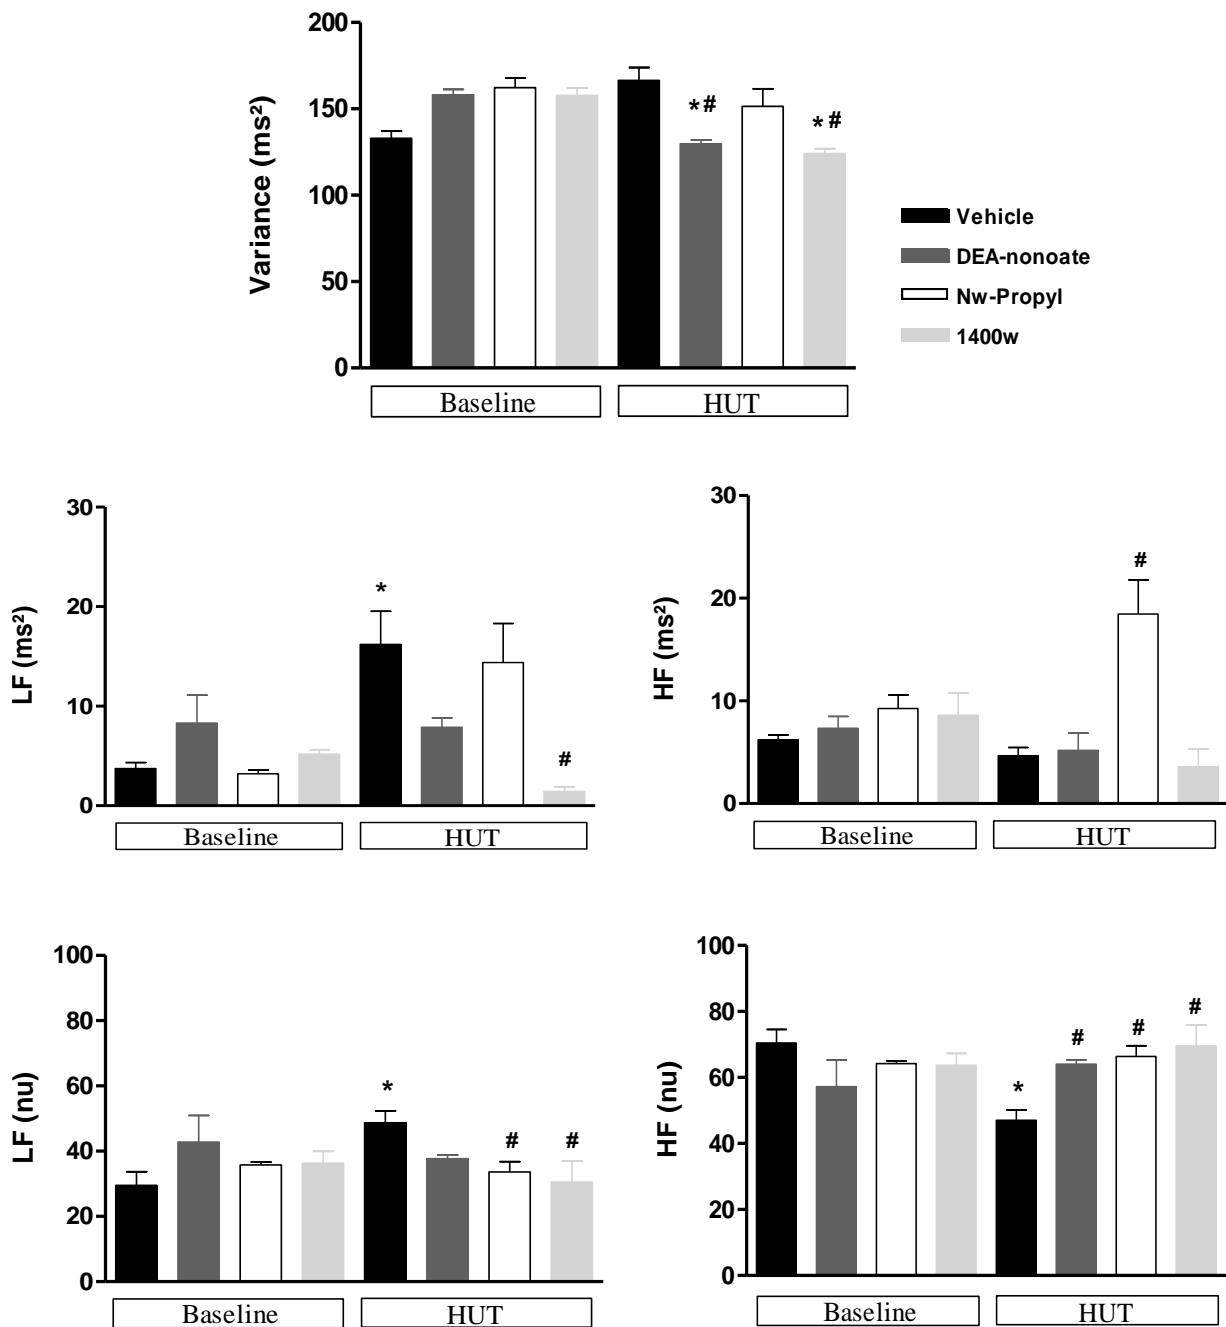 Variance (ms²)
200
150
100
50
0
*#
*#
Baseline
HUT
Vehicle
DEA-nonoate
Nw-Propyl
1400w
LF (ms²)
30
20
10
0
*
#
Baseline
HUT
HF (ms²)
30
20
10
0
#
Baseline
HUT
LF (nu)
100
80
60
40
20
0
*
#
#
Baseline
HUT
HF (nu)
100
80
60
40
20
0
*
#
#
#
Baseline
HUT